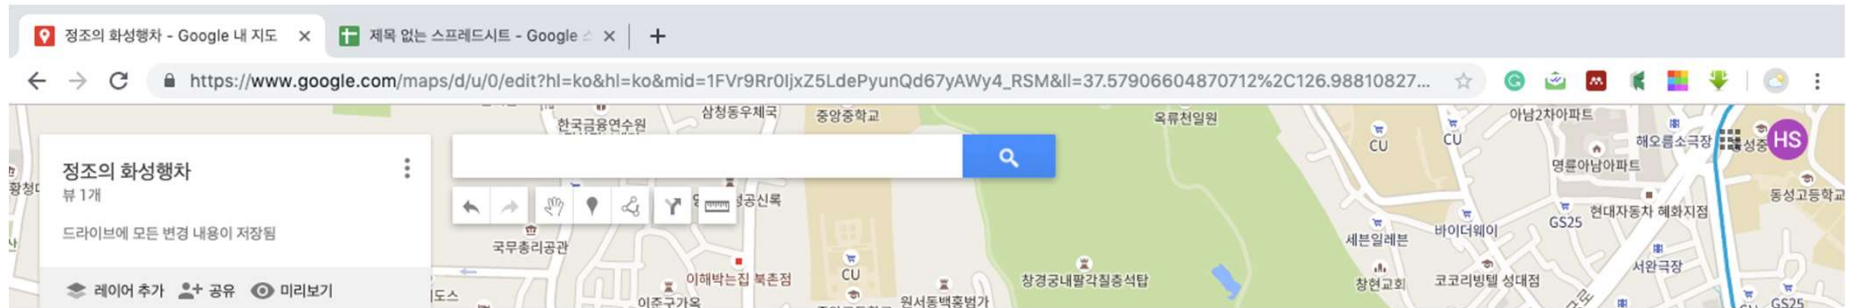 정조의 화성행차 - Google 내 지도
제목 없는 스프레드시트 - Google
https://www.google.com/maps/d/u/0/edit?hl=ko&hl=ko&mid=1FVr9Rr0IjxZ5LdePyunQd67yAWy4_RSM&ll=37.57906604870712%2C126.98810827...
한국금융연수원
삼청동우체국
중앙중학교
옥류천일원
CU
CU
아남2차아파트
해오름소극장
HS
정조의 화성행차
뷰 1개
드라이브에 모든 변경 내용이 저장됨
명륜아남아파트
동성고등학교
현대자동차 혜화지점
GS25
바이더웨이
세븐일레븐
국무총리공관
이해박는집 북촌점
CU
창경궁내팔각칠층석탑
창현교회
코코리빙텔 성대점
서완극장
레이어 추가
공유
미리보기
이준구가옥
원서동백홍범가
GS25